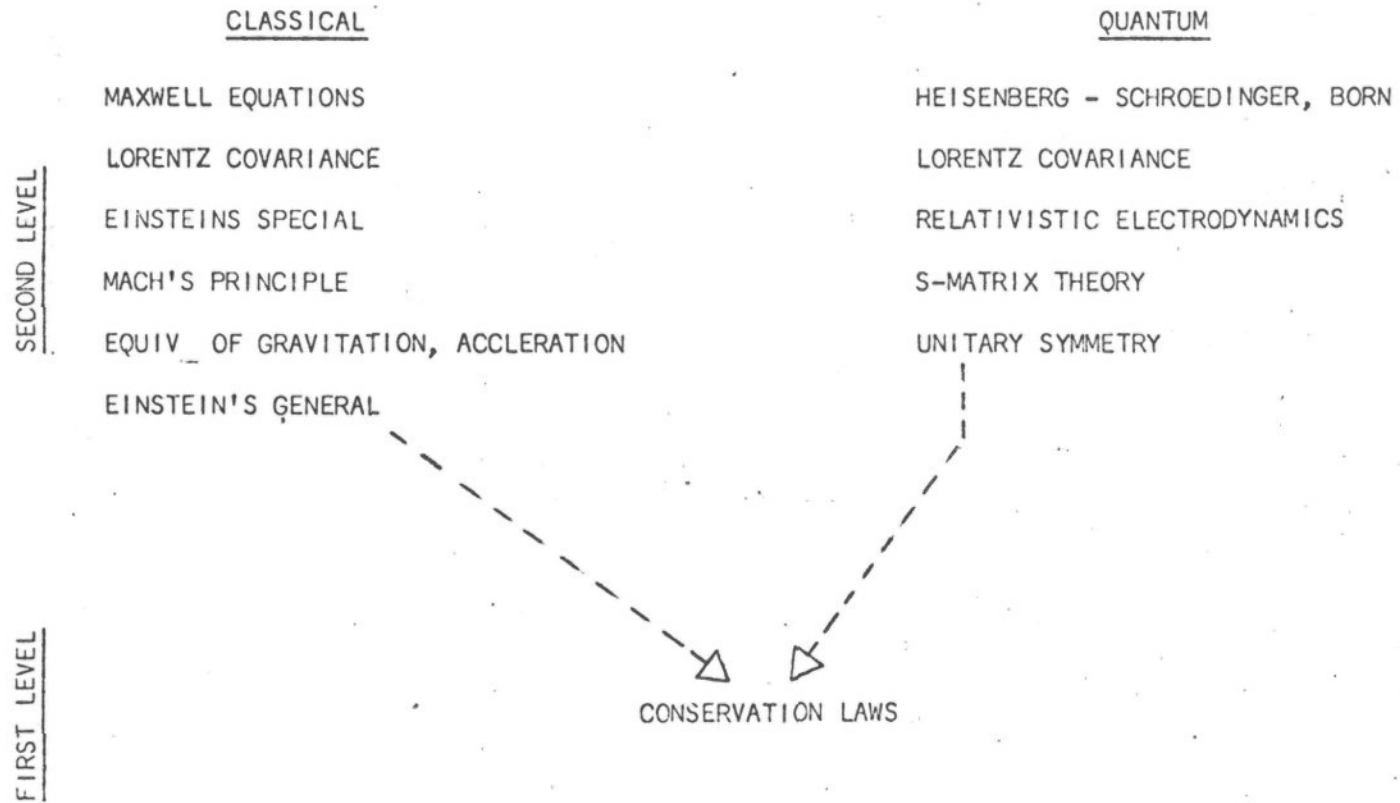 CLASSICAL
MAXWELL EQUATIONS
LORENTZ COVARIANCE
EINSTEINS SPECIAL
MACH'S PRINCIPLE
EQUIV_ OF GRAVITATION, ACCLERATION
EINSTEIN'S GENERAL
QUANTUM
HEISENBERG - SCHROEDINGER, BORN
LORENTZ COVARIANCE
RELATIVISTIC ELECTRODYNAMICS
S-MATRIX THEORY
UNITARY SYMMETRY
SECOND LEVEL
FIRST LEVEL
CONSERVATION LAWS